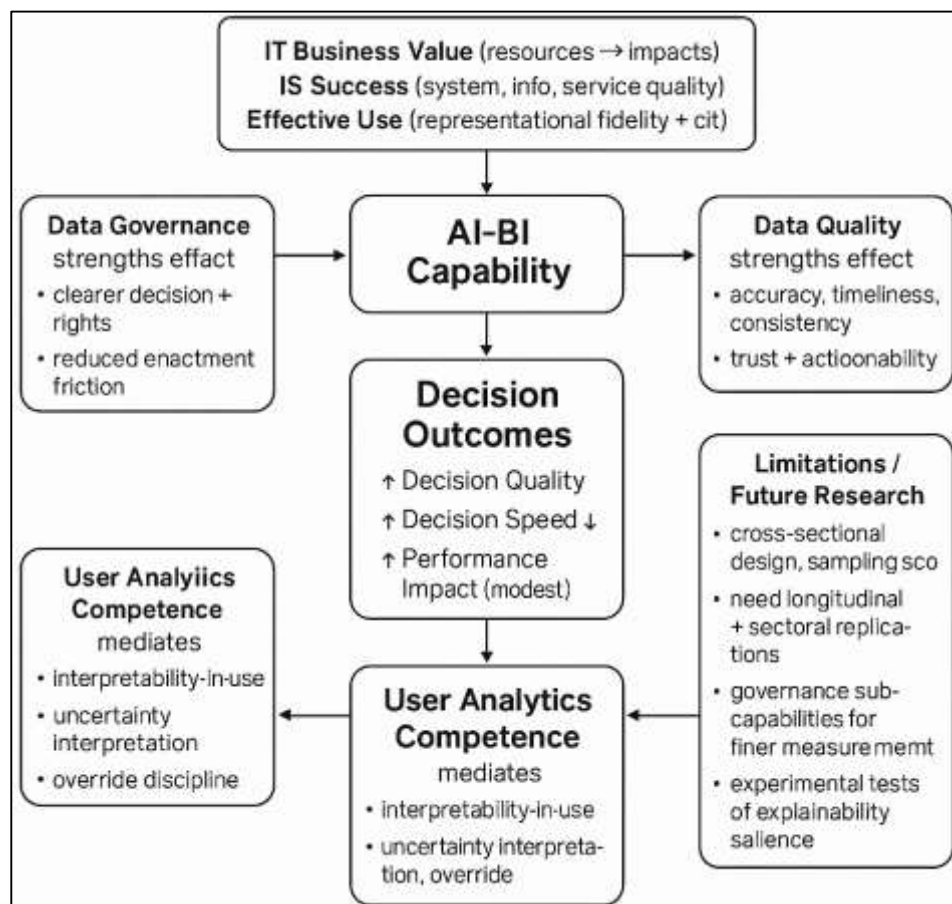 IT Business Value (resources → impacts)
IS Success (system, info, service quality)
Effective Use (representational fidelity + cit)
Data Governance
strengths effact
• clearer decision +
rights
• reduced enactment
friction
AI-BI
Capability
Data Quality
strengths effect
• accuracy, timeliness,
consistency
• trust + actioonability
Decision
Outcomes
↑ Decision Quality
↑ Decision Speed ↓
↑ Performance
Impact (modest)
Limitations /
Future Research
• cross-sectional
design, sampling sco
• need longitudinal
+ sectoral replica-
tions
• governance sub-
capabilities for
finer measure memt
• experimental tests
of explainability
salience
User Analyiics
Competence
mediates
• interpretability-in-use
• uncertainty
interpretation
• override discipline
User Analytics
Competence
mediates
• interpretability-in-use
• uncertainty interpreta-
tion, override